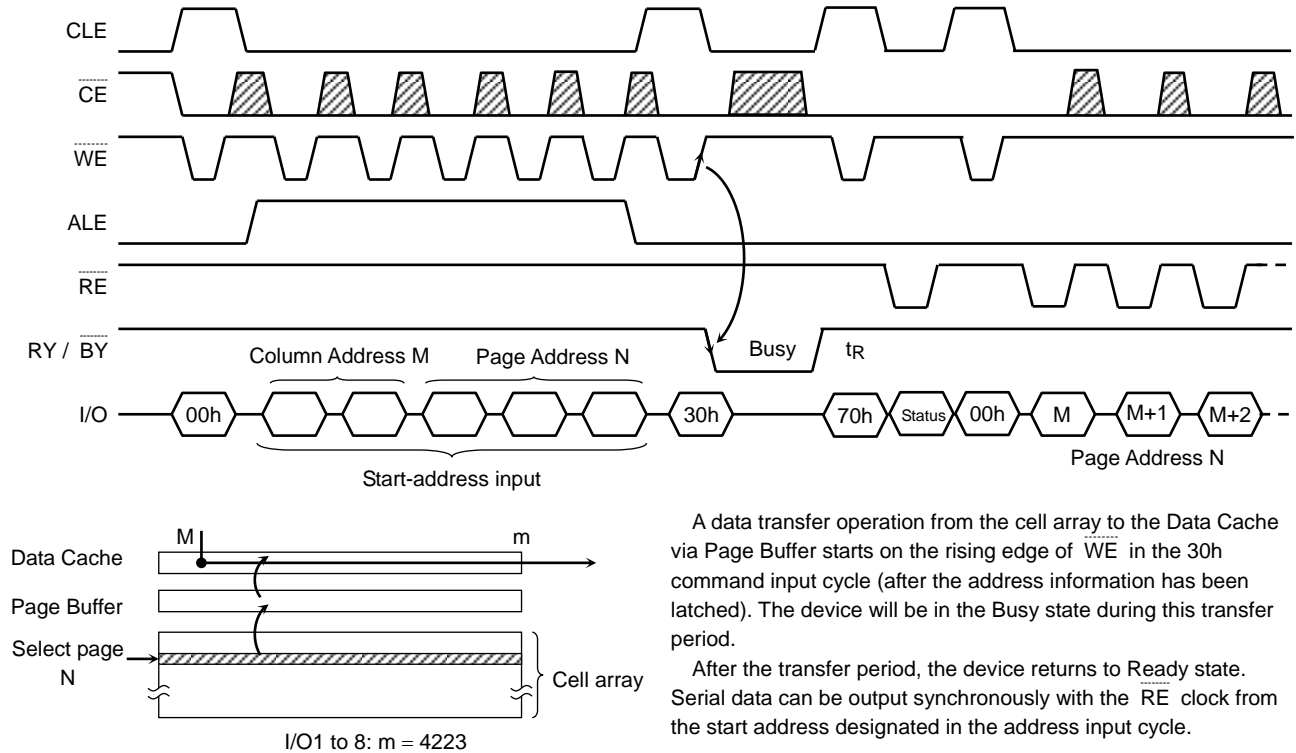 CLE
CE
WE
ALE
RE
RY / BY
Busy
tR
Column Address M
Page Address N
I/O
00h
30h
70h
Status
00h
M
M+1
M+2
Start-address input
Page Address N
M
m
Data Cache
Page Buffer
Select page
N
Cell array
I/O1 to 8: m = 4223
A data transfer operation from the cell array to the Data Cache
via Page Buffer starts on the rising edge of WE in the 30h
command input cycle (after the address information has been
latched). The device will be in the Busy state during this transfer
period.
After the transfer period, the device returns to Ready state.
Serial data can be output synchronously with the RE clock from
the start address designated in the address input cycle.